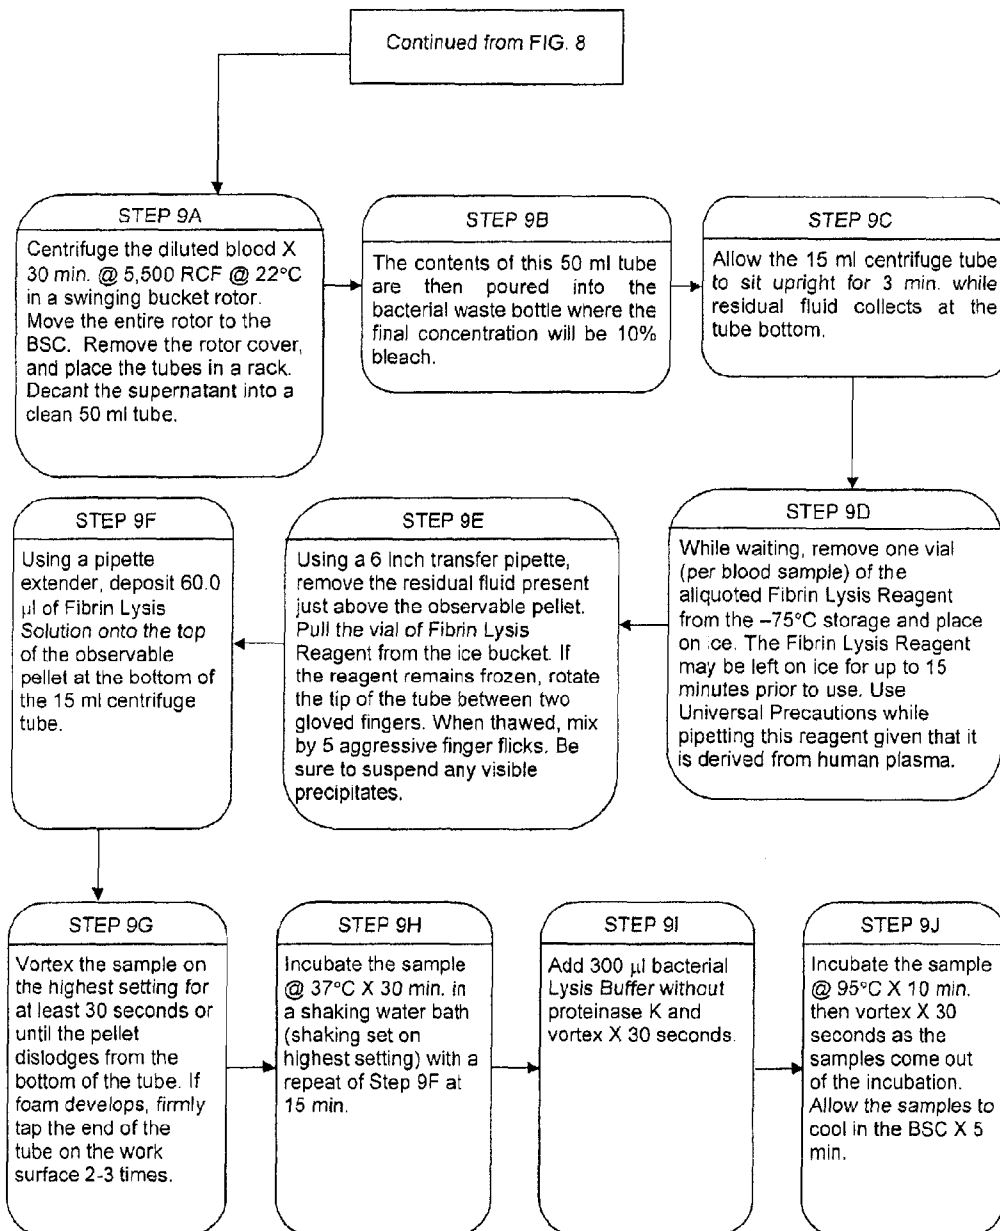 Continued from FIG. 8
STEP 9A
Centrifuge the diluted blood X
30 min. @ 5,500 RCF @ 22°C
in a swinging bucket rotor.
Move the entire rotor to the
BSC. Remove the rotor cover,
and place the tubes in a rack.
Decant the supernatant into a
clean 50 ml tube.
STEP 9B
The contents of this 50 ml tube
are then poured into the
bacterial waste bottle where the
final concentration will be 10%
bleach.
STEP 9C
Allow the 15 ml centrifuge tube
to sit upright for 3 min. while
residual fluid collects at the
tube bottom.
STEP 9D
While waiting, remove one vial
(per blood sample) of the
aliquoted Fibrin Lysis Reagent
from the –75°C storage and place
on ice. The Fibrin Lysis Reagent
may be left on ice for up to 15
minutes prior to use. Use
Universal Precautions while
pipetting this reagent given that it
is derived from human plasma.
STEP 9E
Using a 6 inch transfer pipette,
remove the residual fluid present
just above the observable pellet.
Pull the vial of Fibrin Lysis
Reagent from the ice bucket. If
the reagent remains frozen, rotate
the tip of the tube between two
gloved fingers. When thawed, mix
by 5 aggressive finger flicks. Be
sure to suspend any visible
precipitates.
STEP 9F
Using a pipette
extender, deposit 60.0
µl of Fibrin Lysis
Solution onto the top
of the observable
pellet at the bottom of
the 15 ml centrifuge
tube.
STEP 9G
Vortex the sample on
the highest setting for
at least 30 seconds or
until the pellet
dislodges from the
bottom of the tube. If
foam develops, firmly
tap the end of the
tube on the work
surface 2-3 times.
STEP 9H
Incubate the sample
@ 37°C X 30 min. in
a shaking water bath
(shaking set on
highest setting) with a
repeat of Step 9F at
15 min.
STEP 9I
Add 300 µl bacterial
Lysis Buffer without
proteinase K and
vortex X 30 seconds.
STEP 9J
Incubate the sample
@ 95°C X 10 min.
then vortex X 30
seconds as the
samples come out
of the incubation.
Allow the samples to
cool in the BSC X 5
min.